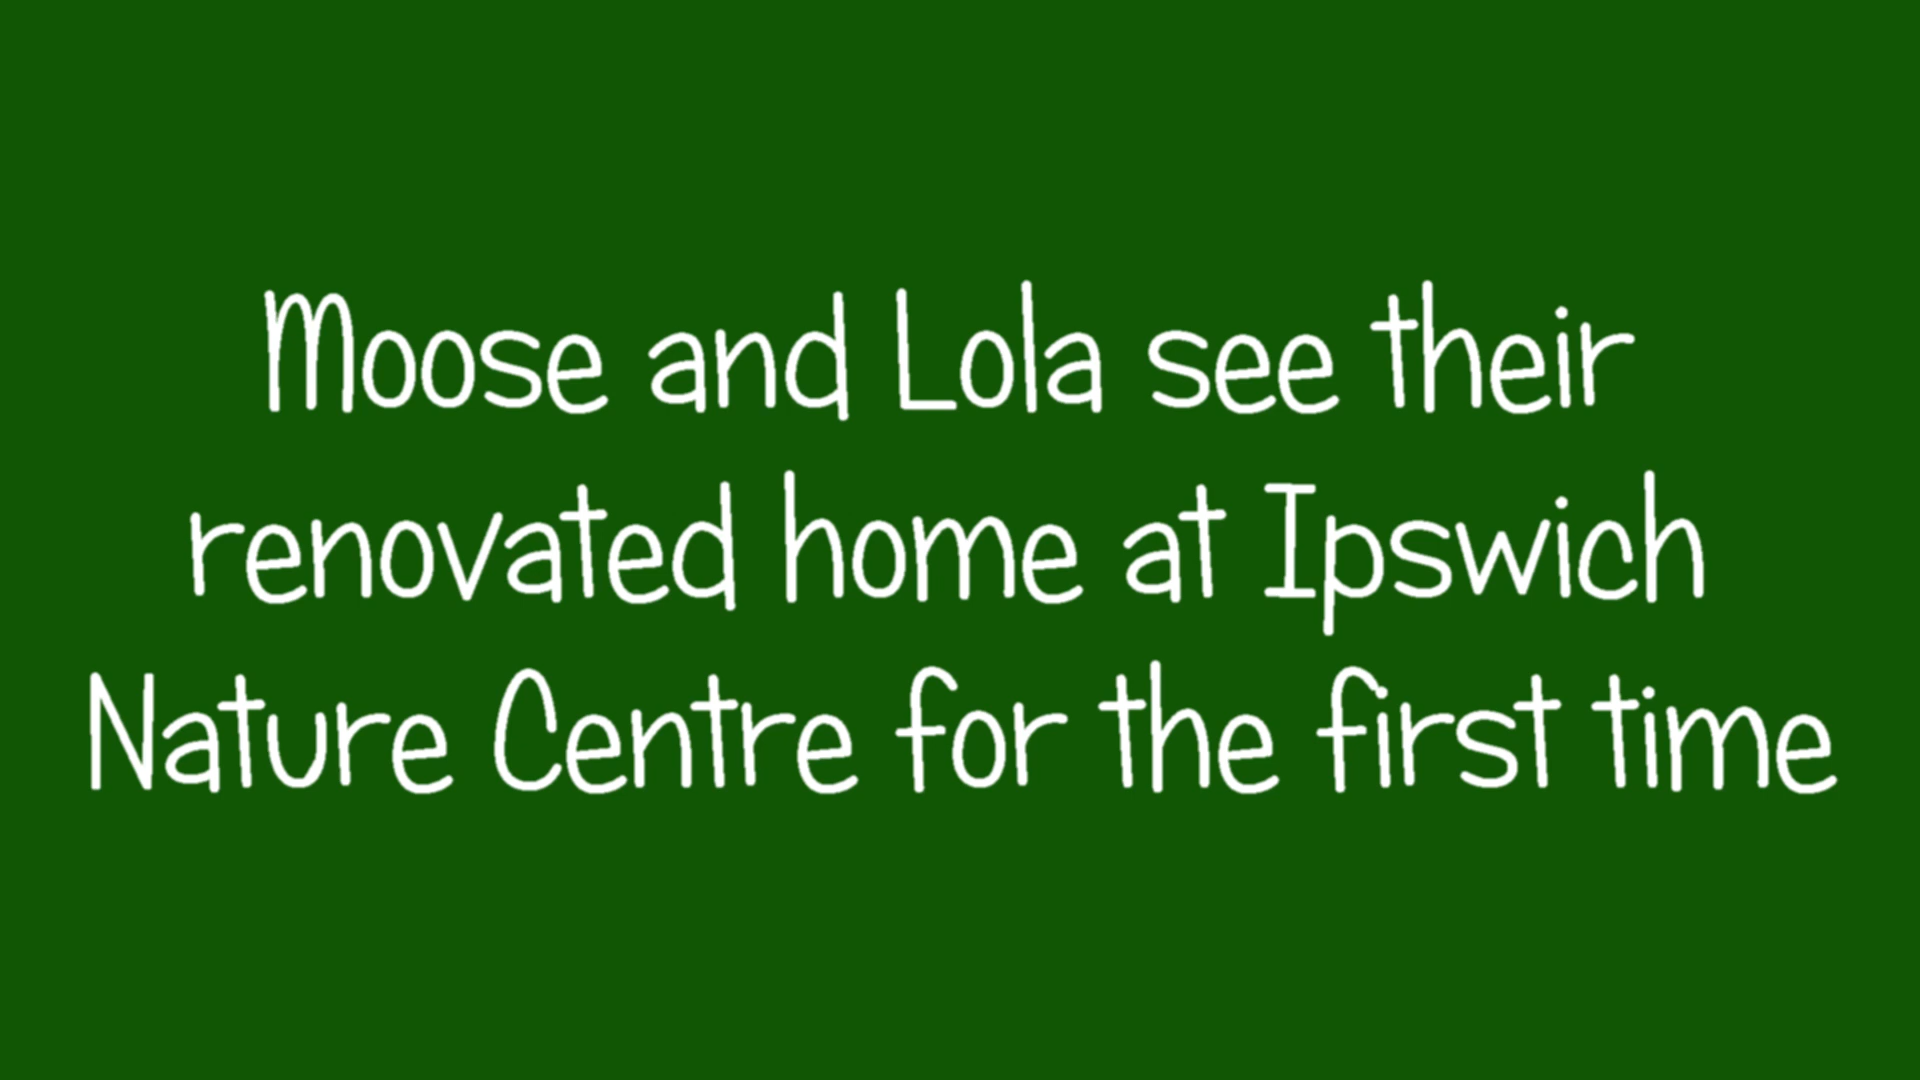 Moose and Lola see their
renovated home at Ipswich
Nature Centre for the first time